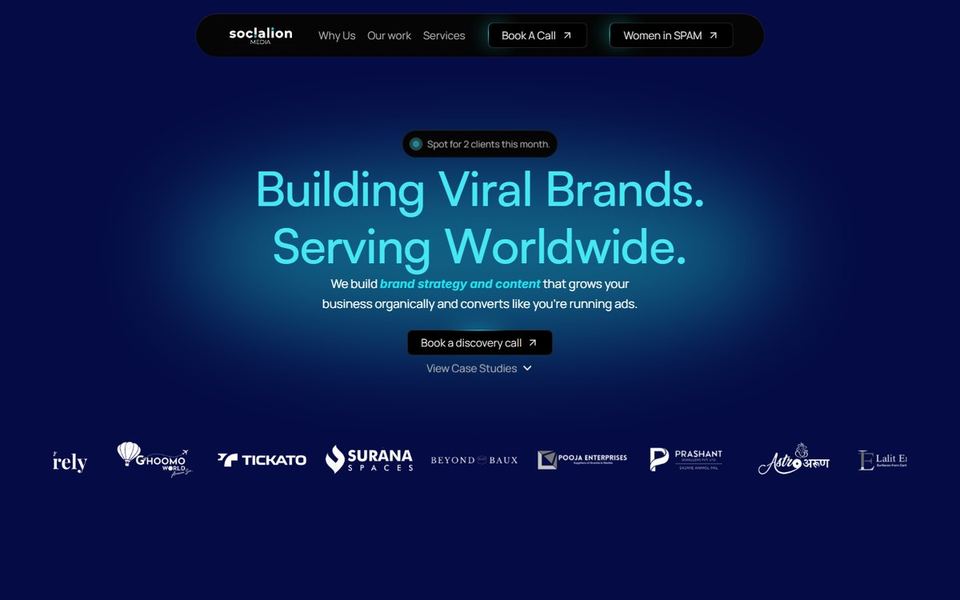 socialion
MEDIA
Why Us
Our work
Services
Book A Call
Women in SPAM
Spot for 2 clients this month.
Building Viral Brands.
Serving Worldwide.
We build brand strategy and content that grows your
business organically and converts like you're running ads.
Book a discovery call
View Case Studies
rely
GHOOMO
WORLD
TICKATO
SURANA
SPACES
BEYOND BAUX
POOJA ENTERPRISES
PRASHANT
Astro अरूण
Lalit